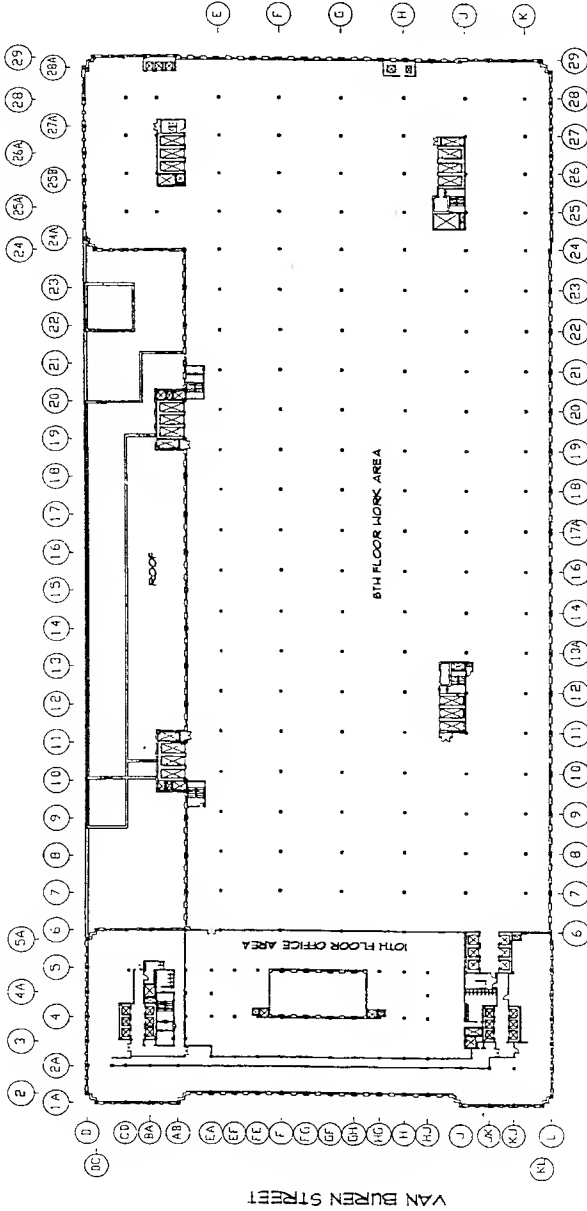 2 3 4A 5A 24 25A 26A 28 29
1A 2A 4 5 6 7 8 9 10 11 12 13 14 15 16 17 18 19 20 21 22 23 24A 25B 27A 28A
D
DC
CD
BA
AB
EA
EF
FE
F
FG
GF
GH
HG
H
HJ
J
JK
KJ
L
KL
E
F
G
H
J
K
ROOF
8TH FLOOR WORK AREA
10TH FLOOR OFFICE AREA
VAN BUREN STREET
6 7 8 9 10 11 12 13A 14 16 17A 18 19 20 21 22 23 24 25 26 27 28 29